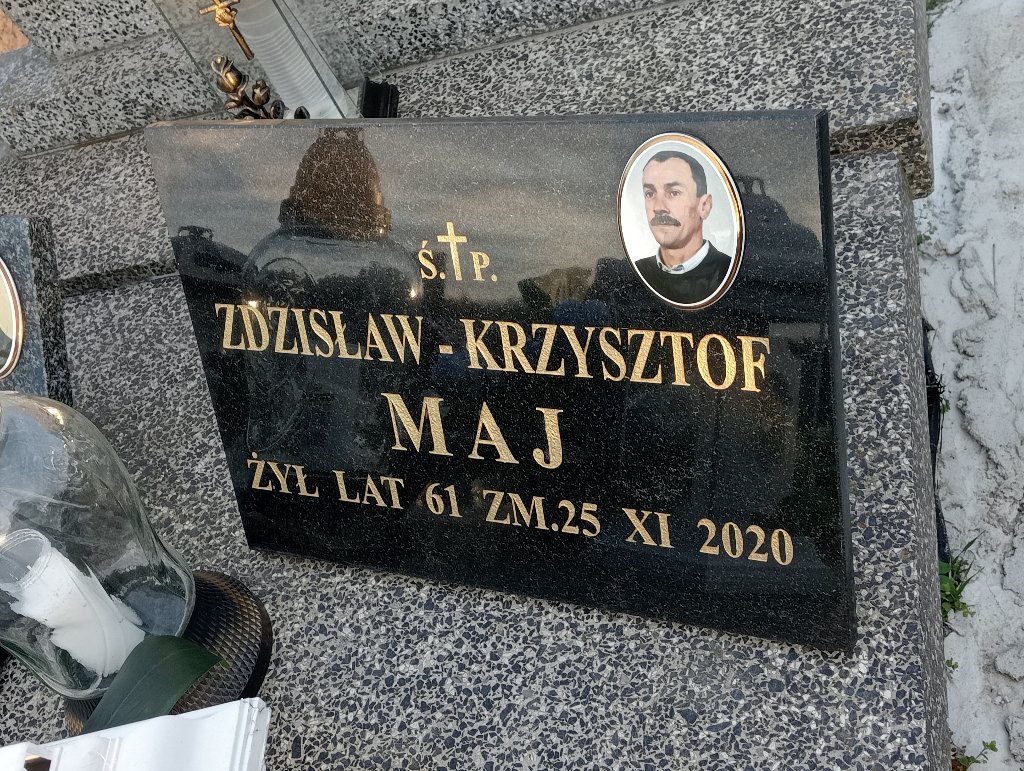 Ś.†P.
ZDZISŁAW - KRZYSZTOF
MAJ
ŻYŁ LAT 61 ZM.25 XI 2020